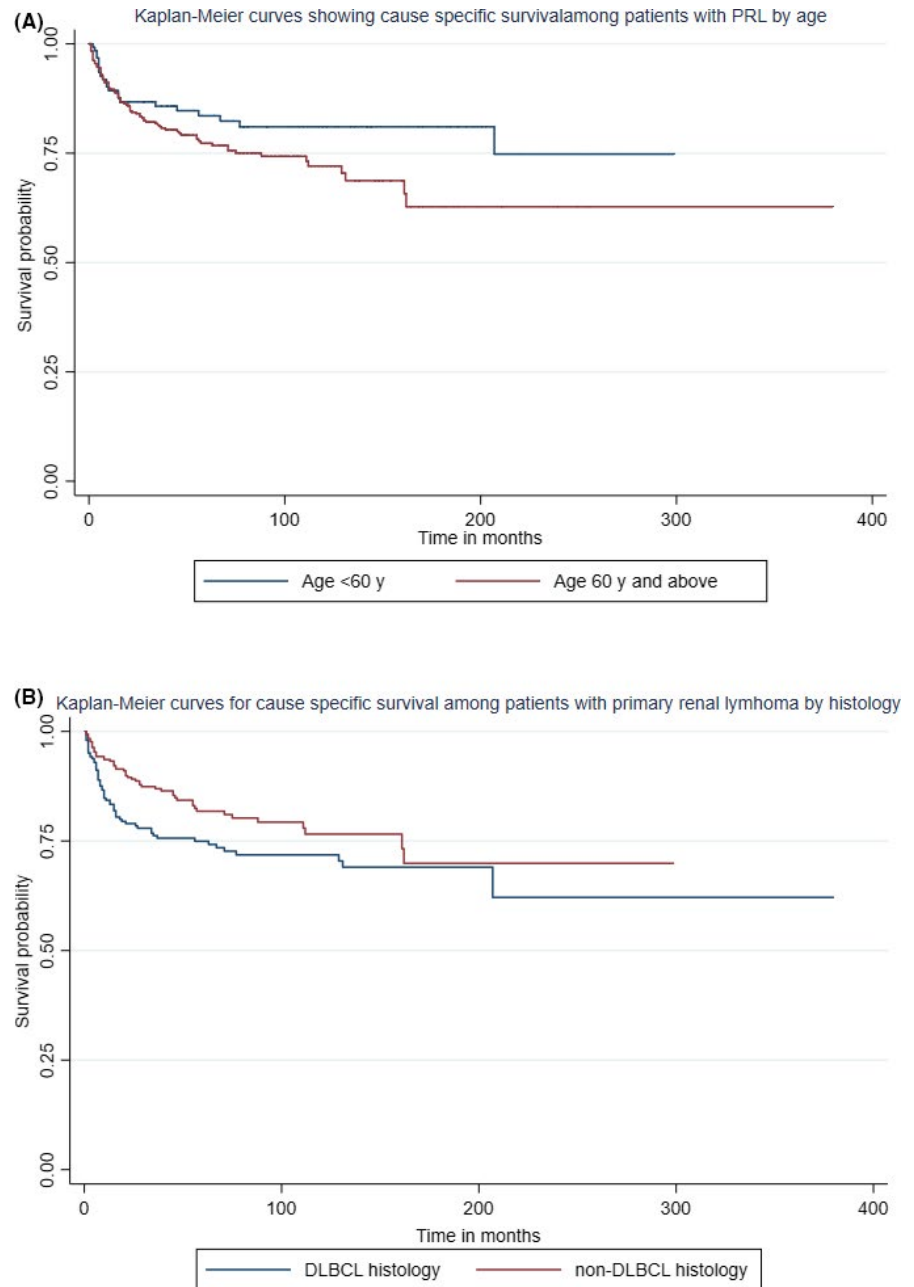 (A)
Kaplan-Meier curves showing cause specific survivalamong patients with PRL by age
1.00
0.75
0.50
0.25
0.00
Survival probability
0 100 200 300 400
Time in months
Age <60 y Age 60 y and above
(B)
Kaplan-Meier curves for cause specific survival among patients with primary renal lymhoma by histology
1.00
0.75
0.50
0.25
0.00
Survival probability
0 100 200 300 400
Time in months
DLBCL histology non-DLBCL histology